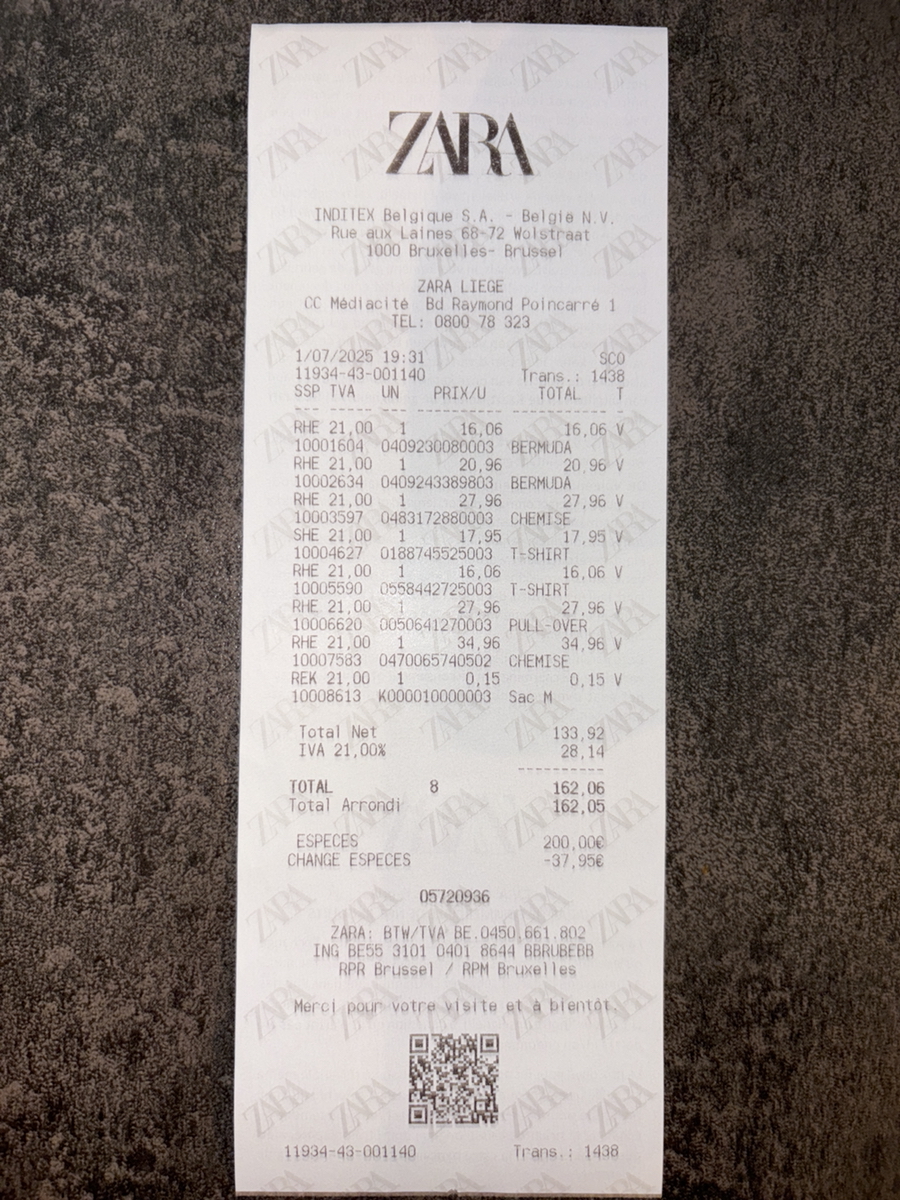 ZARA
INDITEX Belgique S.A. - Belgie N.V.
Rue aux Laines 68-72 Wolstraat
1000 Bruxelles- Brussel
ZARA LIEGE
CC Médiacité Bd Raymond Poincarré 1
TEL: 0800 78 323
1/07/2025 19:31 SCO
11934-43-001140 Trans.: 1438
SSP TVA UN PRIX/U TOTAL T
--- ------- -- ----------- ----------- -
RHE 21,00 1 16,06 16,06 V
10001604 0409230080003 BERMUDA
RHE 21,00 1 20,96 20,96 V
10002634 0409243389803 BERMUDA
RHE 21,00 1 27,96 27,96 V
10003597 0483172880003 CHEMISE
SHE 21,00 1 17,95 17,95 V
10004627 0188745525003 T-SHIRT
RHE 21,00 1 16,06 16,06 V
10005590 0558442725003 T-SHIRT
RHE 21,00 1 27,96 27,96 V
10006620 0050641270003 PULL-OVER
RHE 21,00 1 34,96 34,96 V
10007583 0470065740502 CHEMISE
REK 21,00 1 0,15 0,15 V
10008613 K000010000003 Sac M
Total Net 133,92
IVA 21,00% 28,14
----------
TOTAL 8 162,06
Total Arrondi 162,05
ESPECES 200,00€
CHANGE ESPECES -37,95€
05720936
ZARA: BTW/TVA BE.0450.661.802
ING BE55 3101 0401 8644 BBRUBEBB
RPR Brussel / RPM Bruxelles
Merci pour votre visite et à bientôt.
11934-43-001140 Trans.: 1438